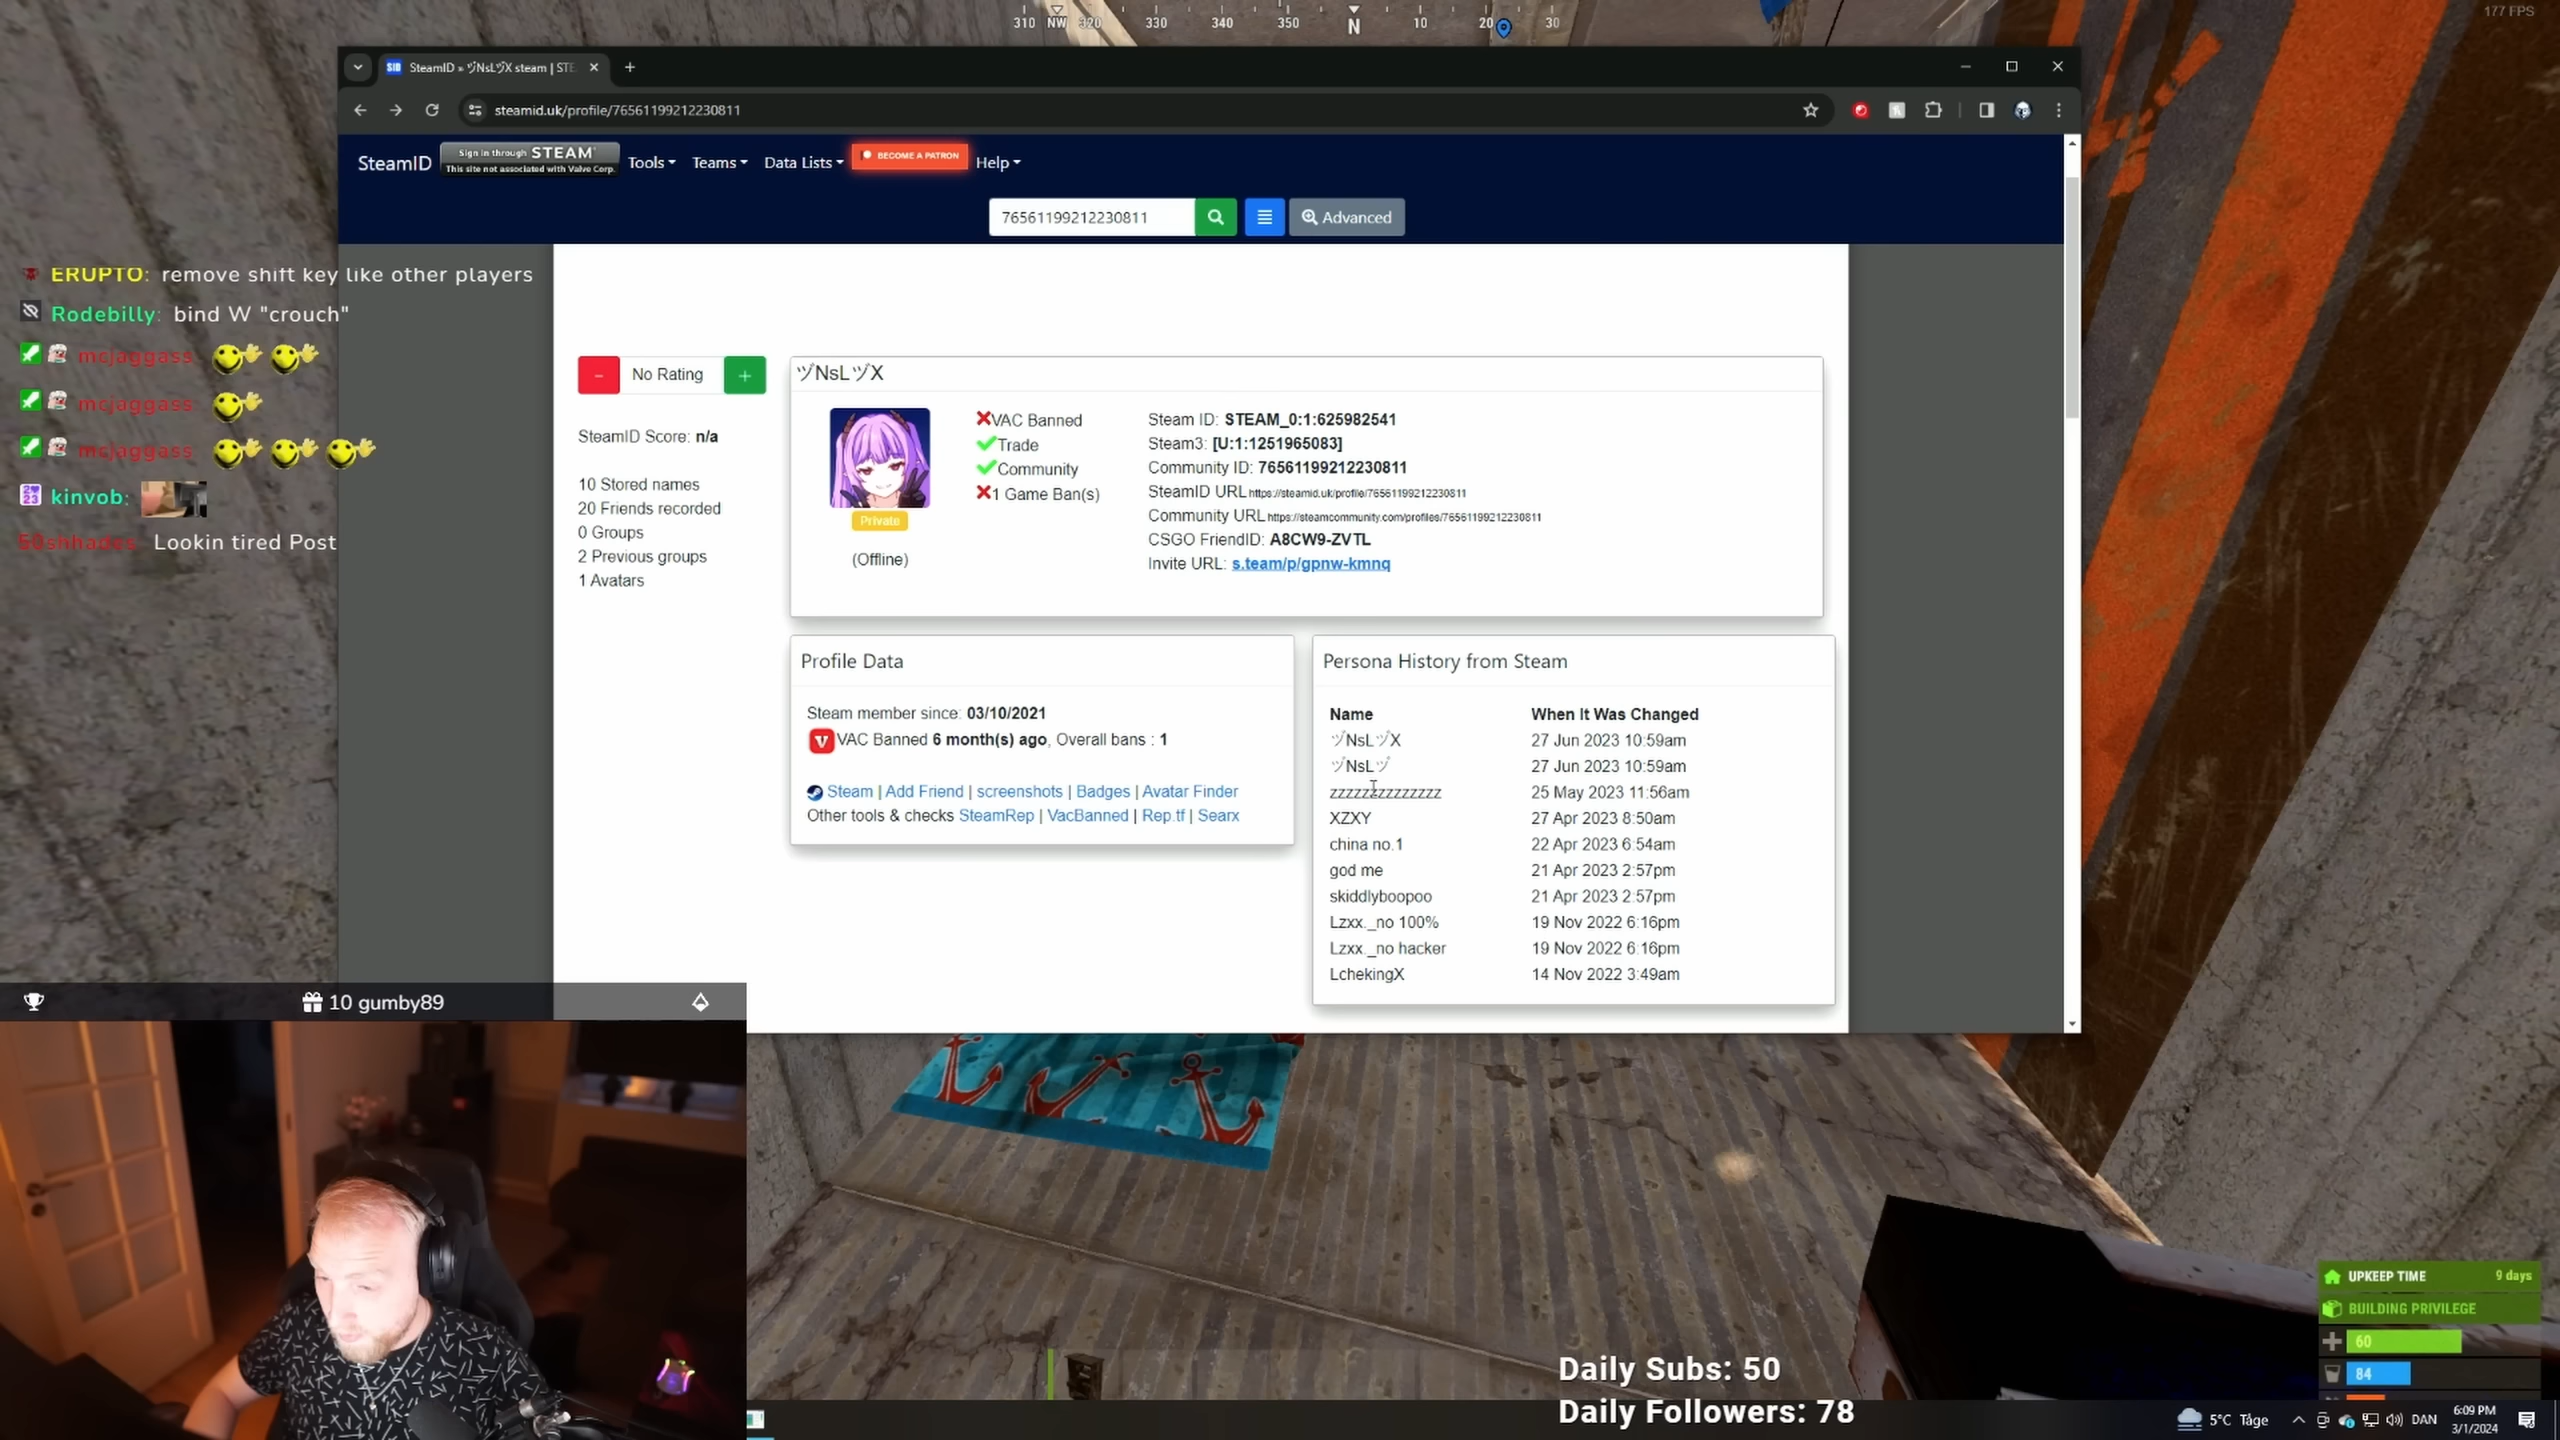 310 NW 320 330 340 350 N 10 20 30
177 FPS
SteamID » ヅNsLヅX steam | STE
steamid.uk/profile/76561199212230811
SteamID
Sign in through STEAM
This site not associated with Valve Corp.
Tools
Teams
Data Lists
BECOME A PATRON
Help
76561199212230811
Advanced
ERUPTO: remove shift key like other players
Rodebilly: bind W "crouch"
mcjaggass
mcjaggass
mcjaggass
kinvob:
50shhades Lookin tired Post
No Rating
SteamID Score: n/a
10 Stored names
20 Friends recorded
0 Groups
2 Previous groups
1 Avatars
ヅNsLヅX
Private
(Offline)
VAC Banned
Trade
Community
1 Game Ban(s)
Steam ID: STEAM_0:1:625982541
Steam3: [U:1:1251965083]
Community ID: 76561199212230811
SteamID URL https://steamid.uk/profile/76561199212230811
Community URL https://steamcommunity.com/profiles/76561199212230811
CSGO FriendID: A8CW9-ZVTL
Invite URL: s.team/p/gpnw-kmnq
Profile Data
Steam member since: 03/10/2021
VAC Banned 6 month(s) ago, Overall bans : 1
Steam | Add Friend | screenshots | Badges | Avatar Finder
Other tools & checks SteamRep | VacBanned | Rep.tf | Searx
Persona History from Steam
Name When It Was Changed
ヅNsLヅX 27 Jun 2023 10:59am
ヅNsLヅ 27 Jun 2023 10:59am
zzzzzzzzzzzzzzz 25 May 2023 11:56am
XZXY 27 Apr 2023 8:50am
china no.1 22 Apr 2023 6:54am
god me 21 Apr 2023 2:57pm
skiddlyboopoo 21 Apr 2023 2:57pm
Lzxx._no 100% 19 Nov 2022 6:16pm
Lzxx._no hacker 19 Nov 2022 6:16pm
LchekingX 14 Nov 2022 3:49am
10 gumby89
UPKEEP TIME 9 days
BUILDING PRIVILEGE
60
84
Daily Subs: 50
Daily Followers: 78
5°C Tåge
DAN
6:09 PM
3/1/2024